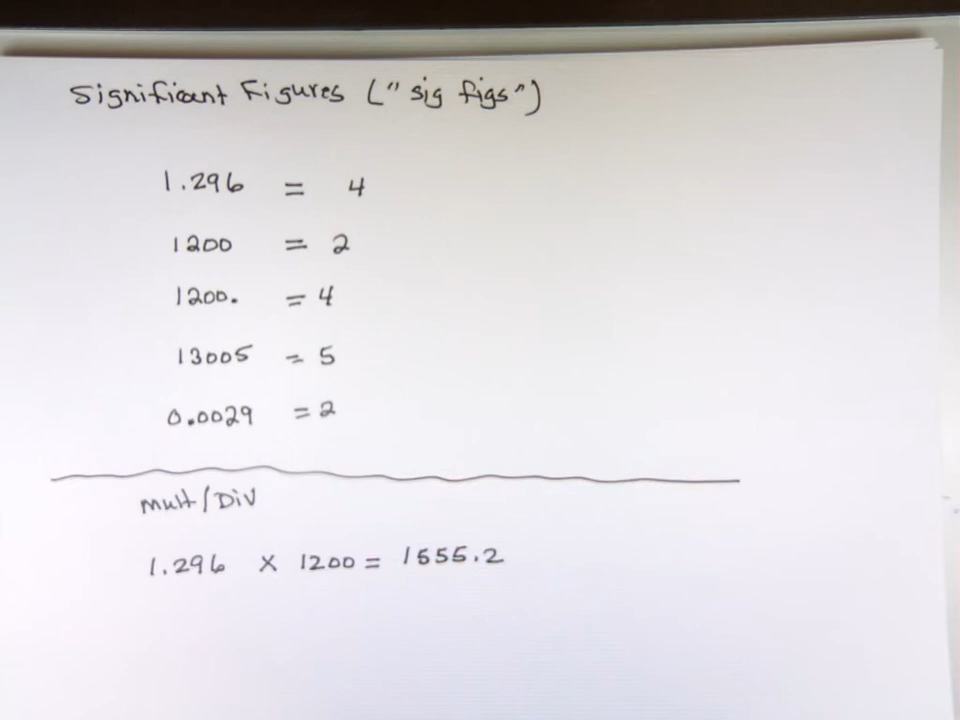 Significant Figures ("sig figs")
1.296 = 4
1200 = 2
1200. = 4
13005 = 5
0.0029 = 2
mult/Div
1.296 x 1200 = 1555.2